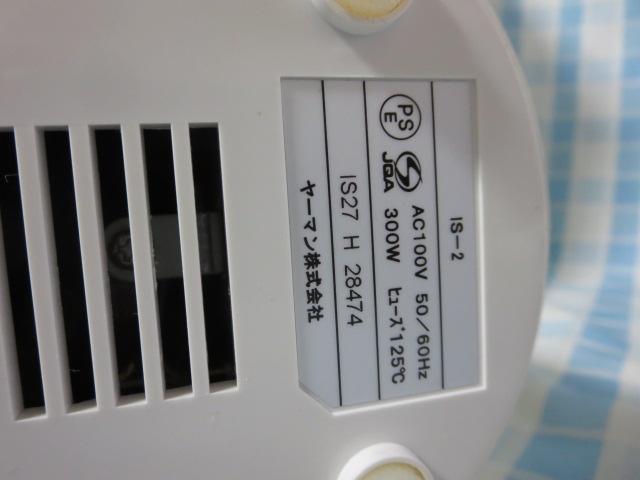 IS-2
PSE JQA AC100V 50/60Hz
300W ﾋｭｰｽﾞ125℃
IS27 H 28474
ヤーマン株式会社